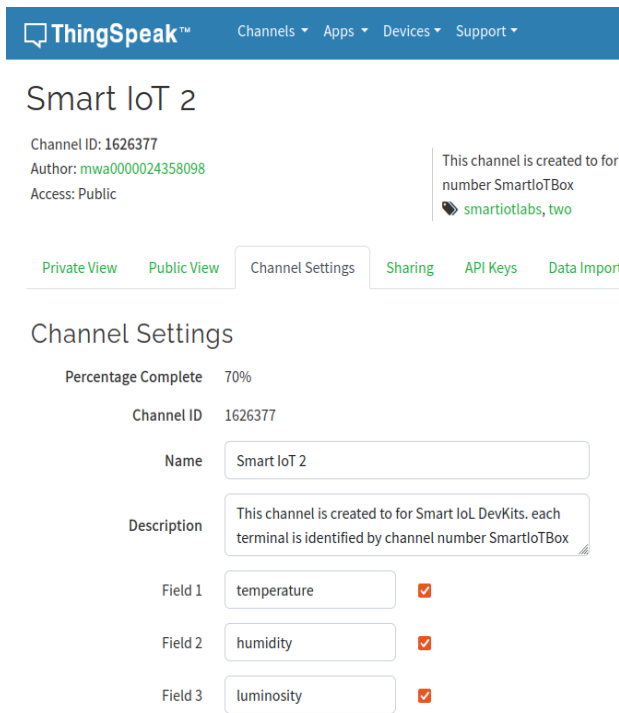 ThingSpeak™ Channels Apps Devices Support
Smart IoT 2
Channel ID: 1626377
Author: mwa0000024358098
Access: Public
This channel is created to for
number SmartIoTBox
smartiotlabs, two
Private View Public View Channel Settings Sharing API Keys Data Import
Channel Settings
Percentage Complete 70%
Channel ID 1626377
Name Smart IoT 2
Description This channel is created to for Smart IoL DevKits. each
terminal is identified by channel number SmartIoTBox
Field 1 temperature
Field 2 humidity
Field 3 luminosity